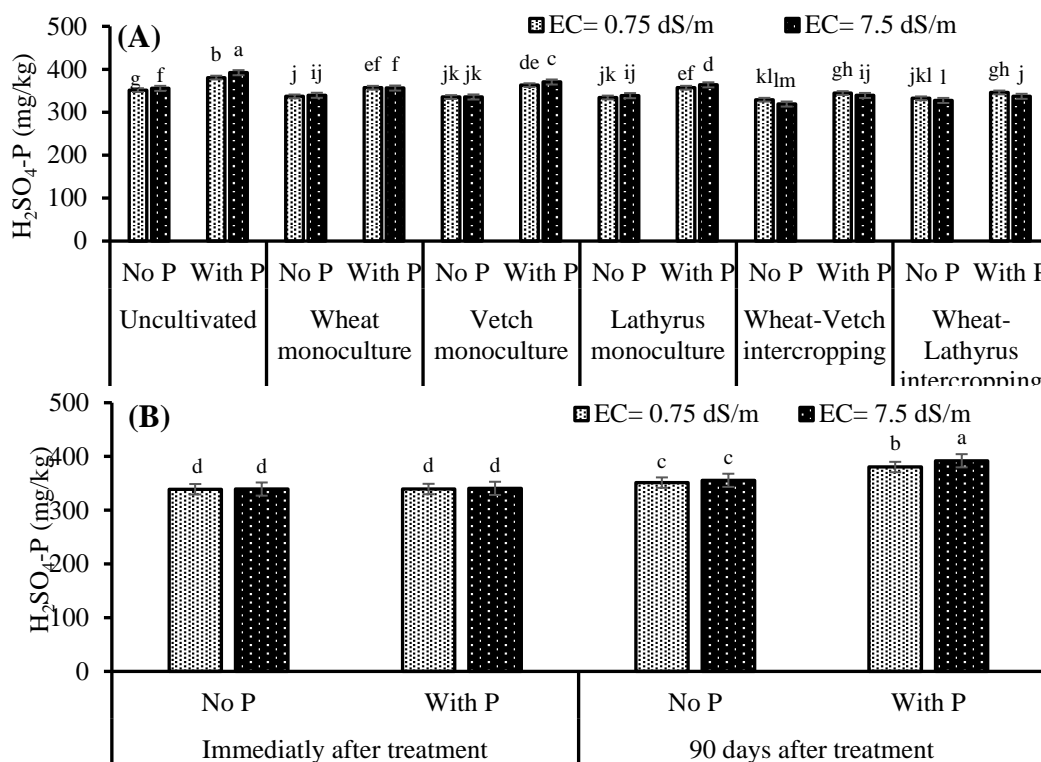 (A)
EC= 0.75 dS/m EC= 7.5 dS/m
H₂SO₄-P (mg/kg)
500
400
300
200
100
0
g f b a j ij ef f jk jk de c jk ij ef d kl lm gh ij jkl l gh j
No P With P No P With P No P With P No P With P No P With P No P With P
Uncultivated
Wheat
monoculture
Vetch
monoculture
Lathyrus
monoculture
Wheat-Vetch
intercropping
Wheat-
Lathyrus
intercropping
(B)
EC= 0.75 dS/m EC= 7.5 dS/m
H₂SO₄-P (mg/kg)
500
400
300
200
100
0
d d d d c c b a
No P With P No P With P
Immediatly after treatment 90 days after treatment